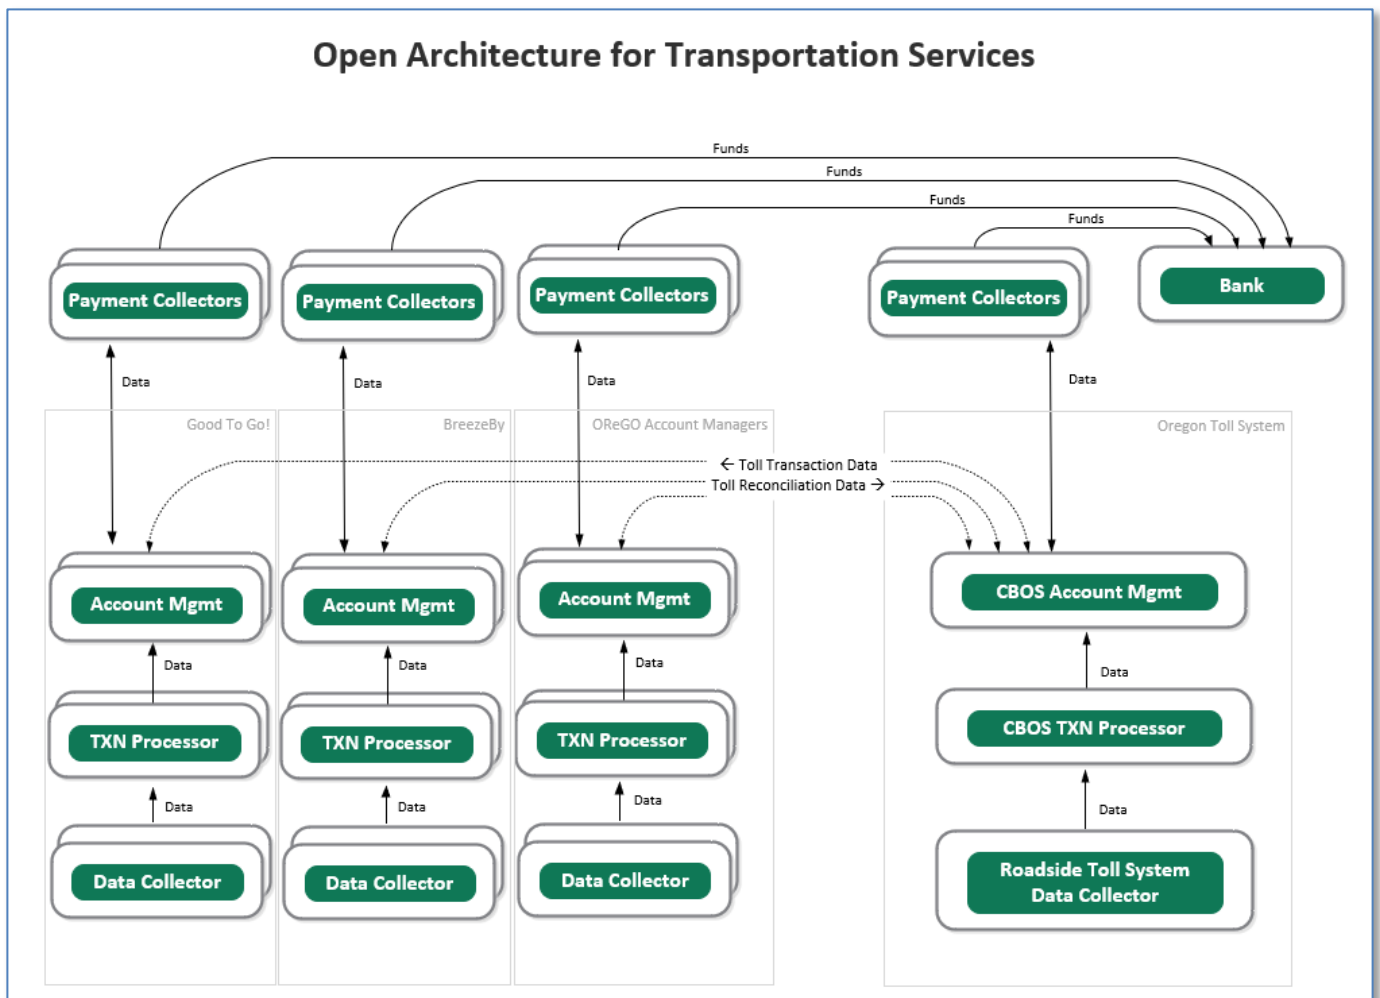 Open Architecture for Transportation Services
Funds
Funds
Funds
Funds
Payment Collectors
Payment Collectors
Payment Collectors
Payment Collectors
Bank
Data
Data
Data
Data
Good To Go!
BreezeBy
OReGO Account Managers
Oregon Toll System
← Toll Transaction Data
Toll Reconciliation Data →
Account Mgmt
Account Mgmt
Account Mgmt
CBOS Account Mgmt
Data
Data
Data
Data
TXN Processor
TXN Processor
TXN Processor
CBOS TXN Processor
Data
Data
Data
Data
Data Collector
Data Collector
Data Collector
Roadside Toll System
Data Collector